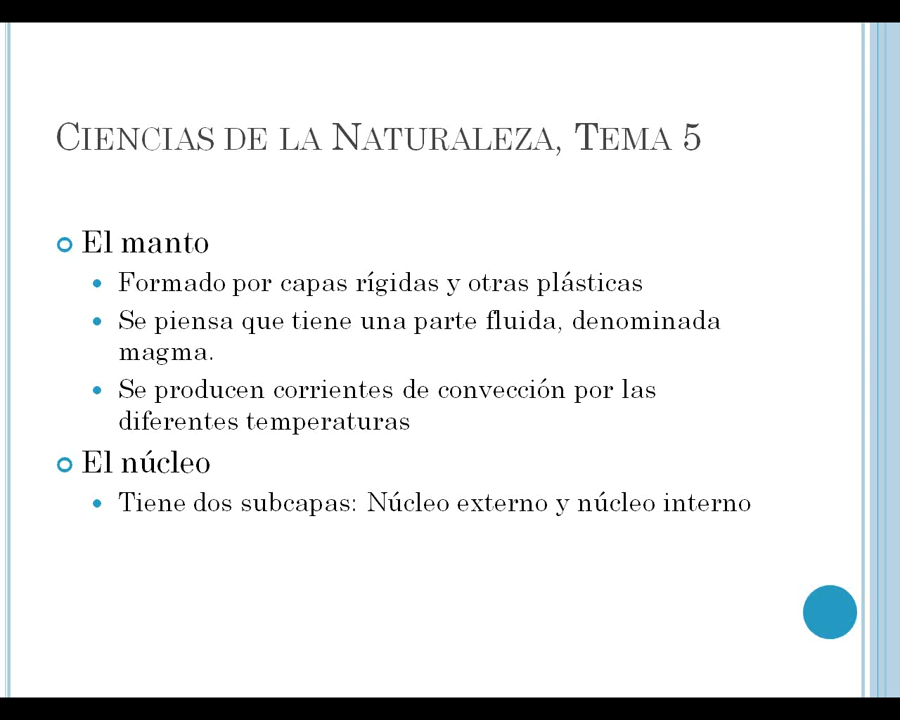 Ciencias de la Naturaleza, Tema 5
El manto
Formado por capas rígidas y otras plásticas
Se piensa que tiene una parte fluida, denominada
magma.
Se producen corrientes de convección por las
diferentes temperaturas
El núcleo
Tiene dos subcapas: Núcleo externo y núcleo interno